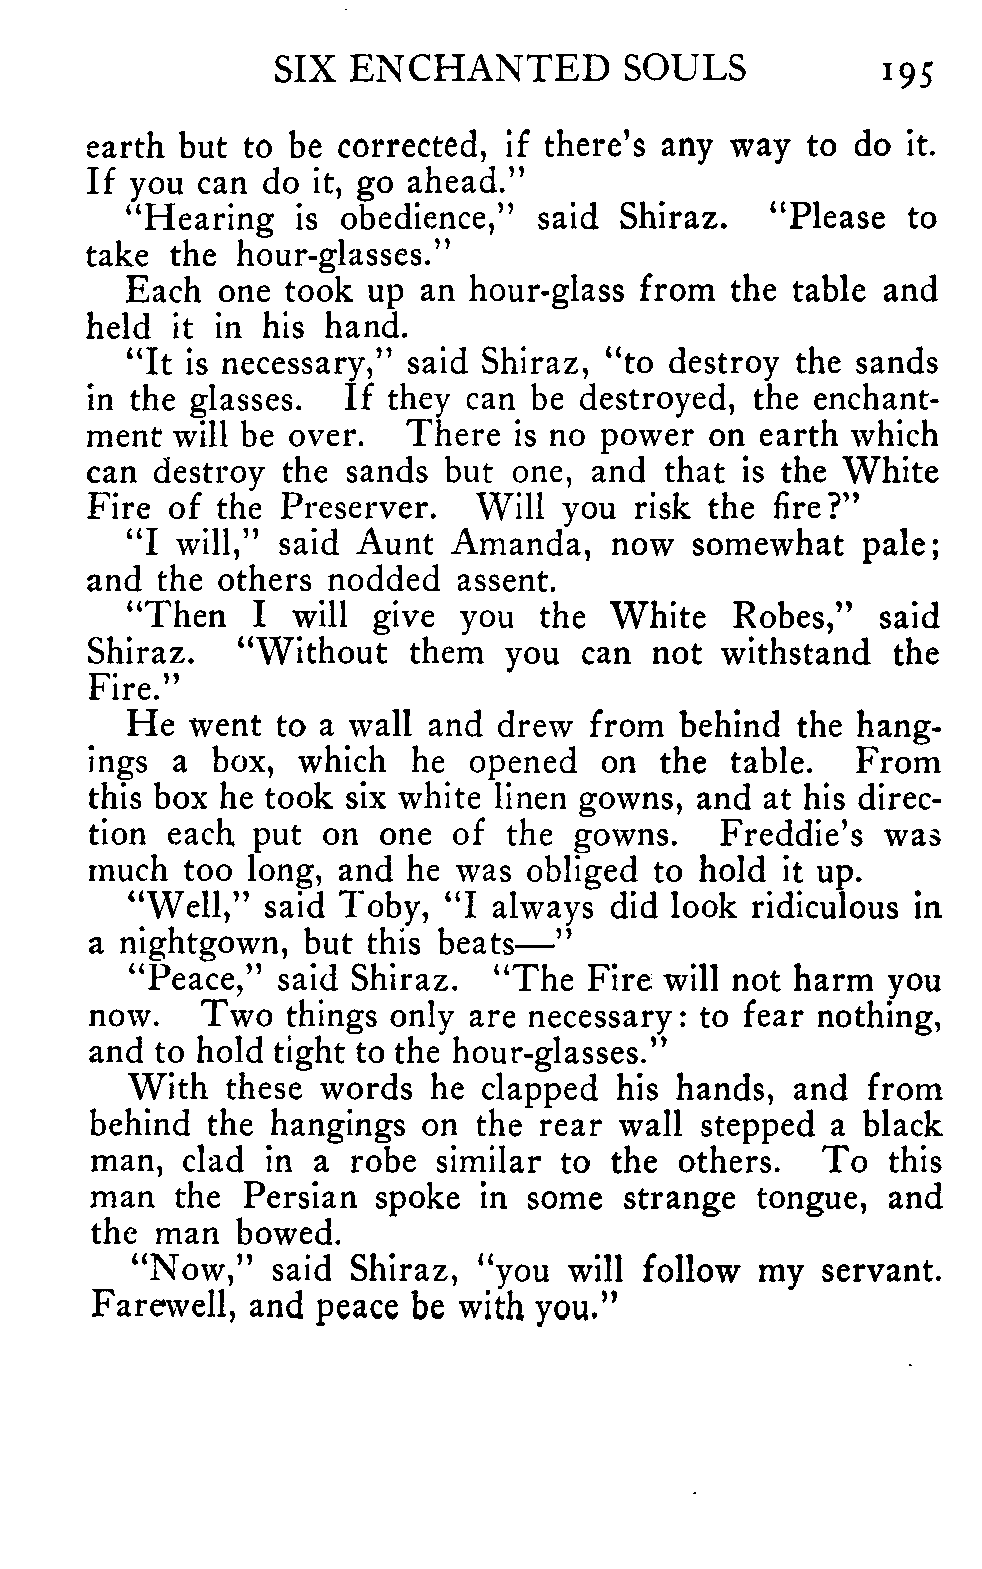 SIX ENCHANTED SOULS 195
earth but to be corrected, if there's any way to do it.
If you can do it, go ahead."
"Hearing is obedience," said Shiraz. "Please to
take the hour-glasses."
Each one took up an hour-glass from the table and
held it in his hand.
"It is necessary," said Shiraz, "to destroy the sands
in the glasses. If they can be destroyed, the enchant-
ment will be over. There is no power on earth which
can destroy the sands but one, and that is the White
Fire of the Preserver. Will you risk the fire?"
"I will," said Aunt Amanda, now somewhat pale;
and the others nodded assent.
"Then I will give you the White Robes," said
Shiraz. "Without them you can not withstand the
Fire."
He went to a wall and drew from behind the hang-
ings a box, which he opened on the table. From
this box he took six white linen gowns, and at his direc-
tion each put on one of the gowns. Freddie's was
much too long, and he was obliged to hold it up.
"Well," said Toby, "I always did look ridiculous in
a nightgown, but this beats—"
"Peace," said Shiraz. "The Fire will not harm you
now. Two things only are necessary: to fear nothing,
and to hold tight to the hour-glasses."
With these words he clapped his hands, and from
behind the hangings on the rear wall stepped a black
man, clad in a robe similar to the others. To this
man the Persian spoke in some strange tongue, and
the man bowed.
"Now," said Shiraz, "you will follow my servant.
Farewell, and peace be with you."